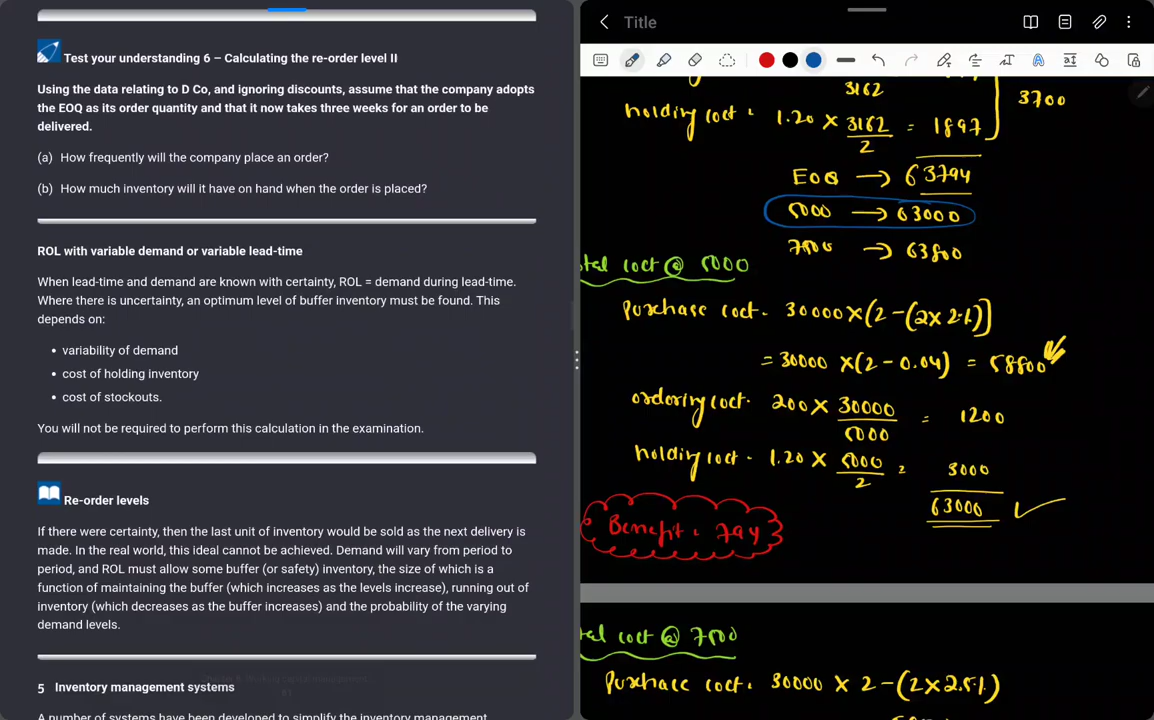 Test your understanding 6 – Calculating the re-order level II
Using the data relating to D Co, and ignoring discounts, assume that the company adopts
the EOQ as its order quantity and that it now takes three weeks for an order to be
delivered.
(a) How frequently will the company place an order?
(b) How much inventory will it have on hand when the order is placed?
ROL with variable demand or variable lead-time
When lead-time and demand are known with certainty, ROL = demand during lead-time.
Where there is uncertainty, an optimum level of buffer inventory must be found. This
depends on:
• variability of demand
• cost of holding inventory
• cost of stockouts.
You will not be required to perform this calculation in the examination.
Re-order levels
If there were certainty, then the last unit of inventory would be sold as the next delivery is
made. In the real world, this ideal cannot be achieved. Demand will vary from period to
period, and ROL must allow some buffer (or safety) inventory, the size of which is a
function of maintaining the buffer (which increases as the levels increase), running out of
inventory (which decreases as the buffer increases) and the probability of the varying
demand levels.
5 Inventory management systems
A number of systems have been developed to simplify the inventory management
Title
3162
holding cost = 1.20 × 3162/2 = 1897
3700
EOQ → 63794
5000 → 63000
7500 → 63800
tal cost @ 5000
Purchase cost - 30000 × [2 - (2 × 2%)]
= 30000 × (2 - 0.04) = 58800
ordering cost - 200 × 30000/5000 = 1200
holding cost - 1.20 × 5000/2 = 3000
63000
Benefit = 794
tal cost @ 7500
Purchase cost = 30000 × 2 - (2 × 2.5%)